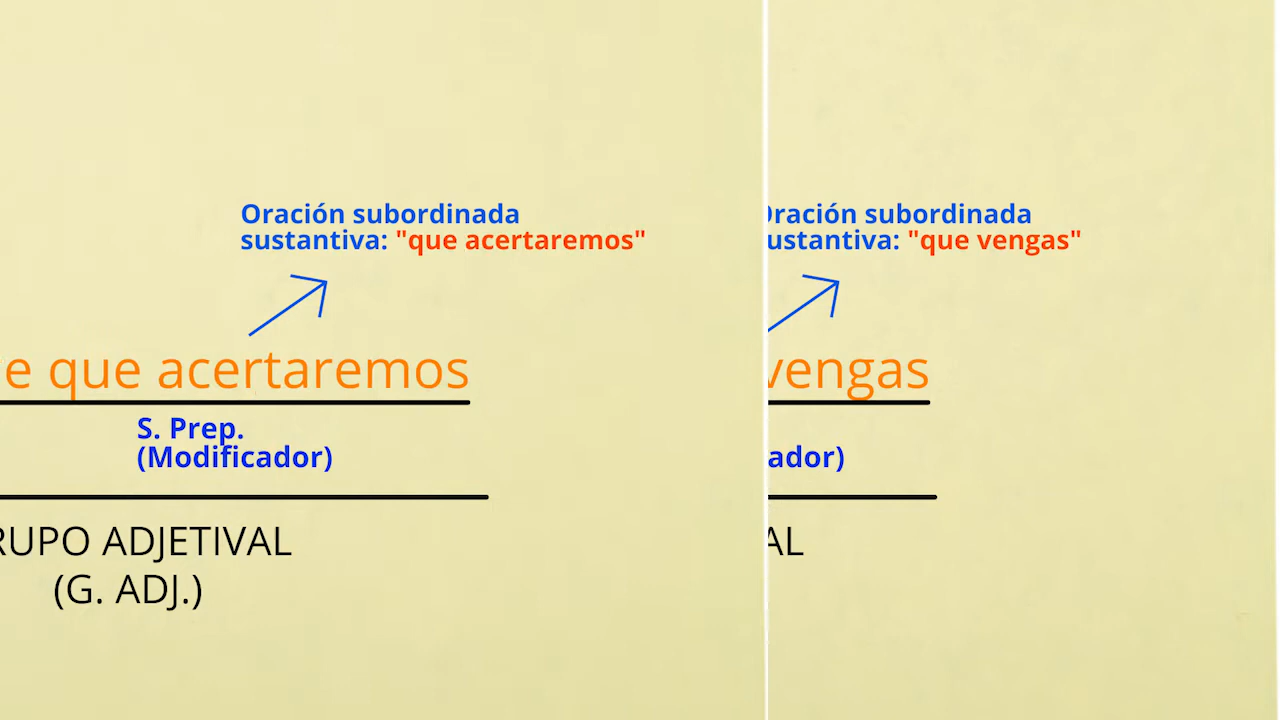 Oración subordinada
sustantiva: "que acertaremos"
e que acertaremos
S. Prep.
(Modificador)
RUPO ADJETIVAL
(G. ADJ.)
Oración subordinada
ustantiva: "que vengas"
vengas
ador)
AL